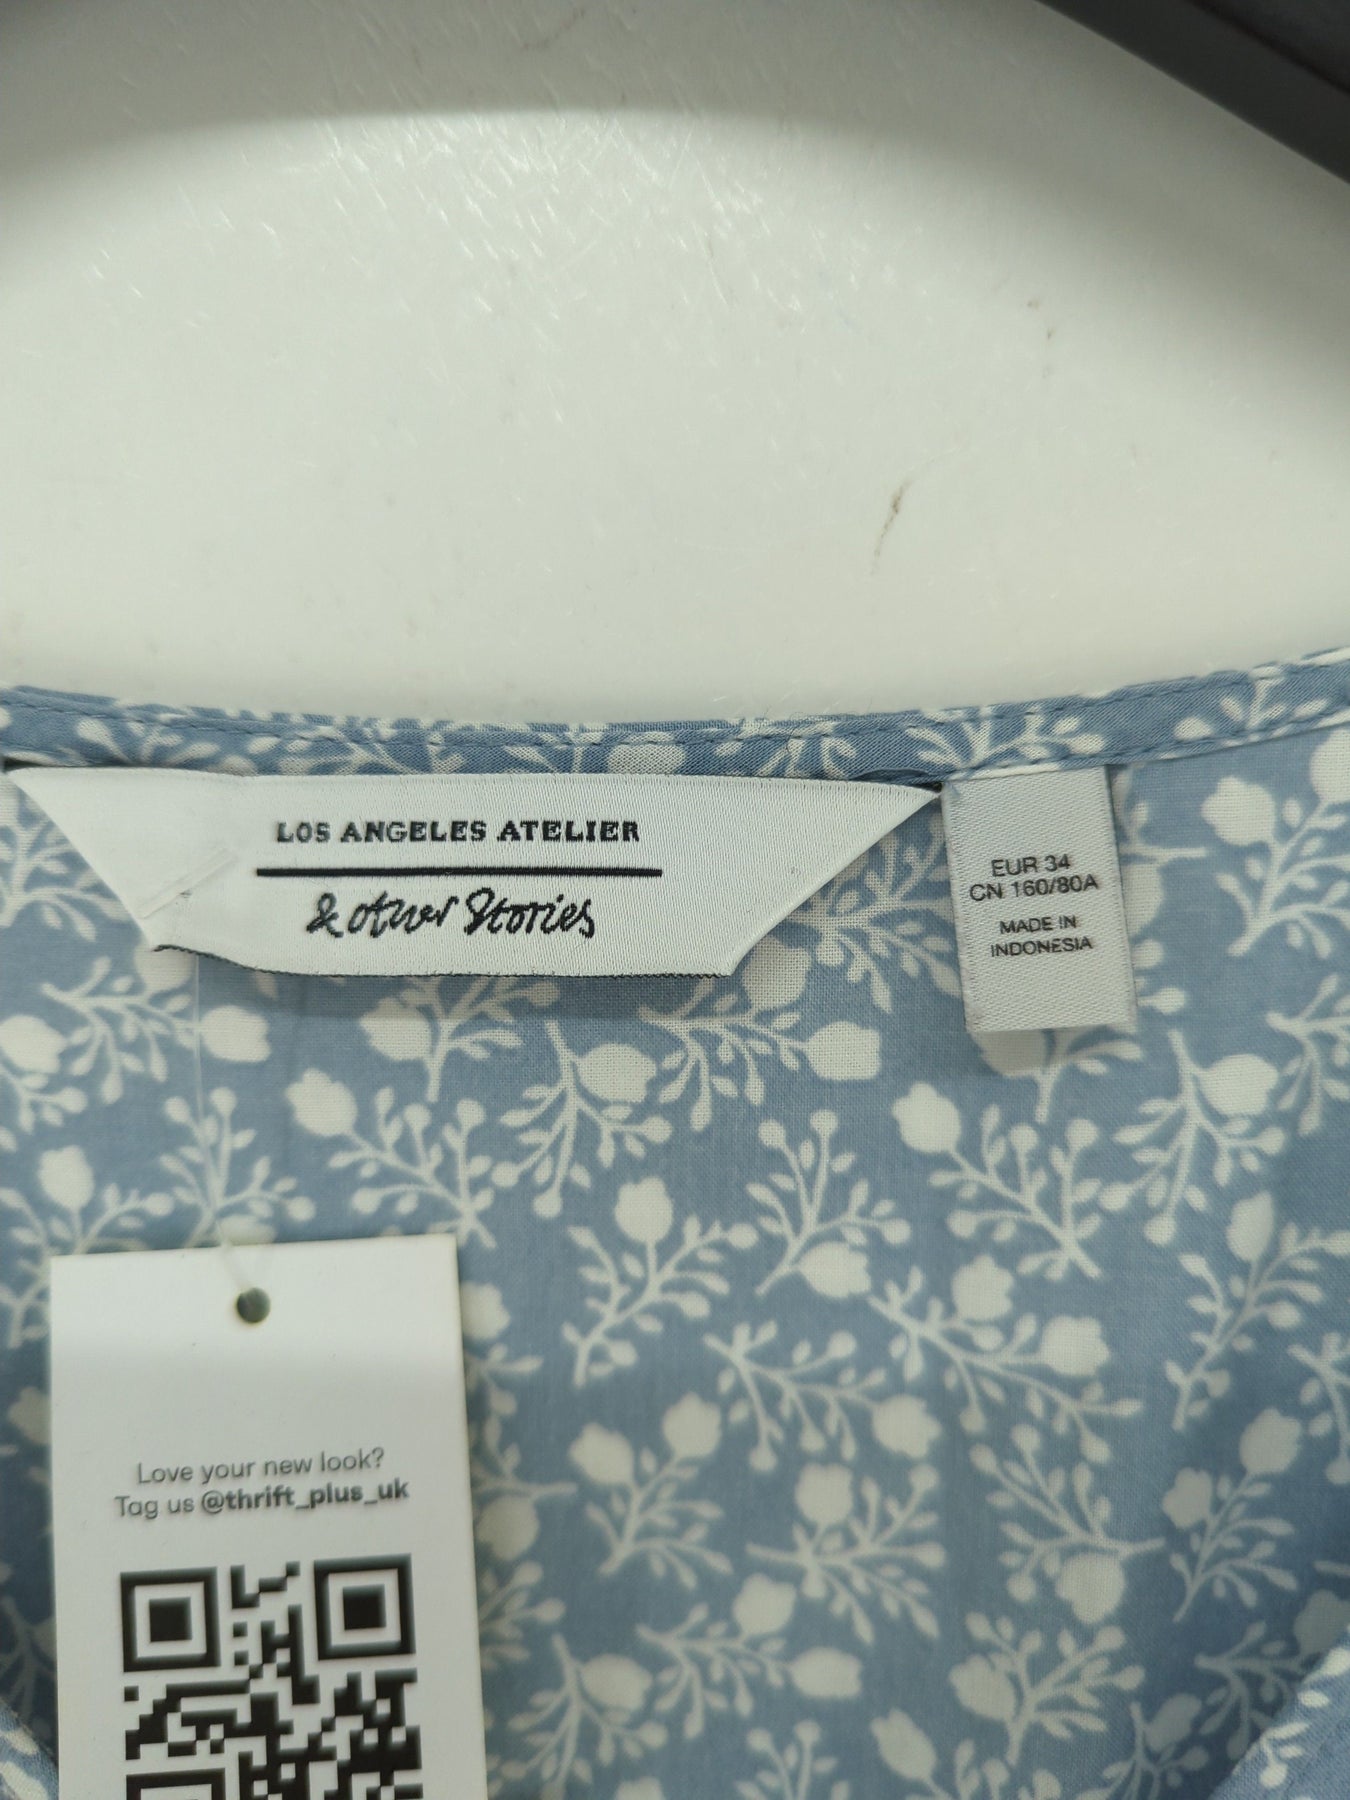 LOS ANGELES ATELIER
& other Stories
EUR 34
CN 160/80A
MADE IN
INDONESIA
Love your new look?
Tag us @thrift_plus_uk